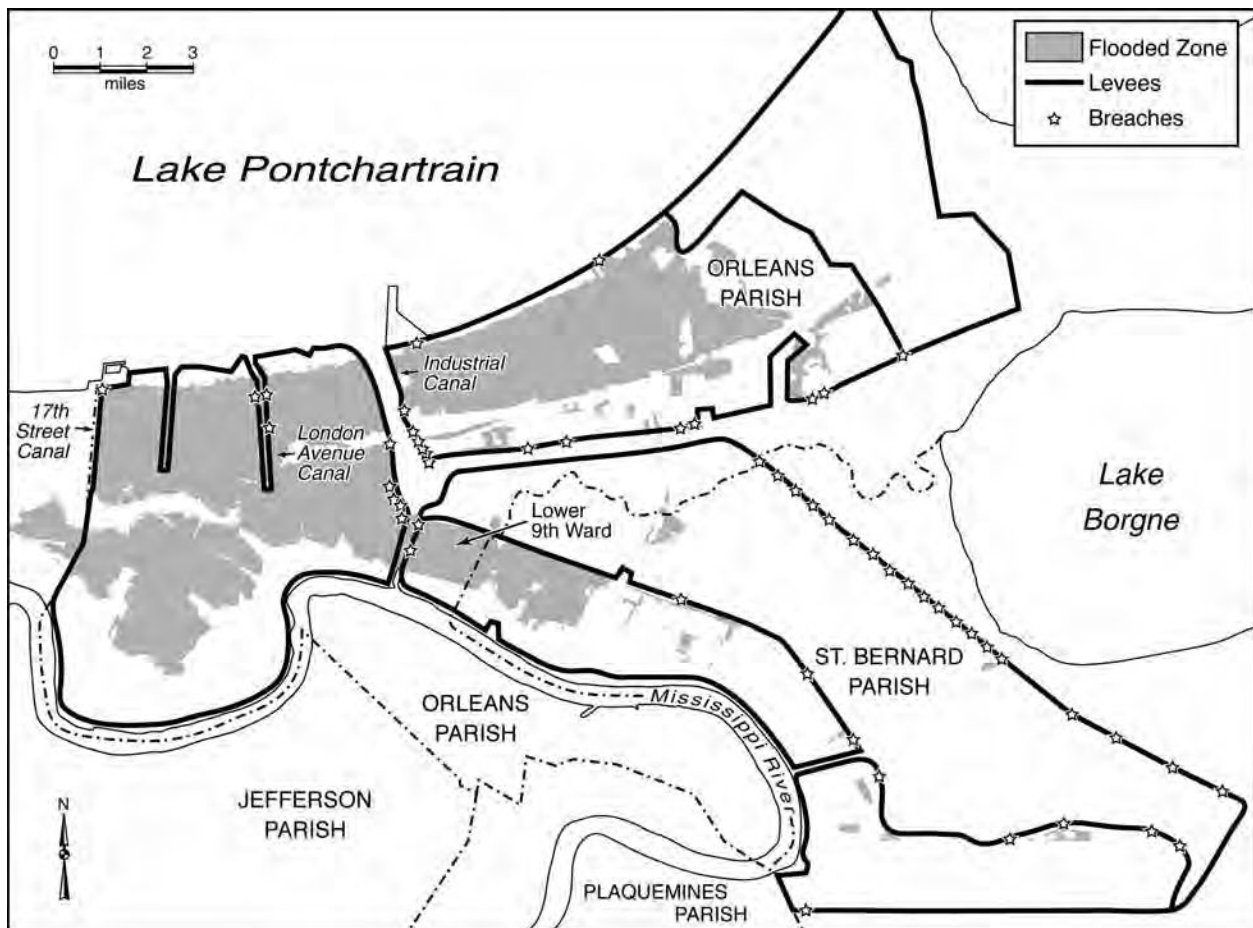 0 1 2 3
miles
Flooded Zone
Levees
Breaches
Lake Pontchartrain
ORLEANS
PARISH
Industrial
Canal
17th
Street
Canal
London
Avenue
Canal
Lower
9th Ward
Lake
Borgne
ST. BERNARD
PARISH
ORLEANS
PARISH
Mississippi River
JEFFERSON
PARISH
N
PLAQUEMINES
PARISH